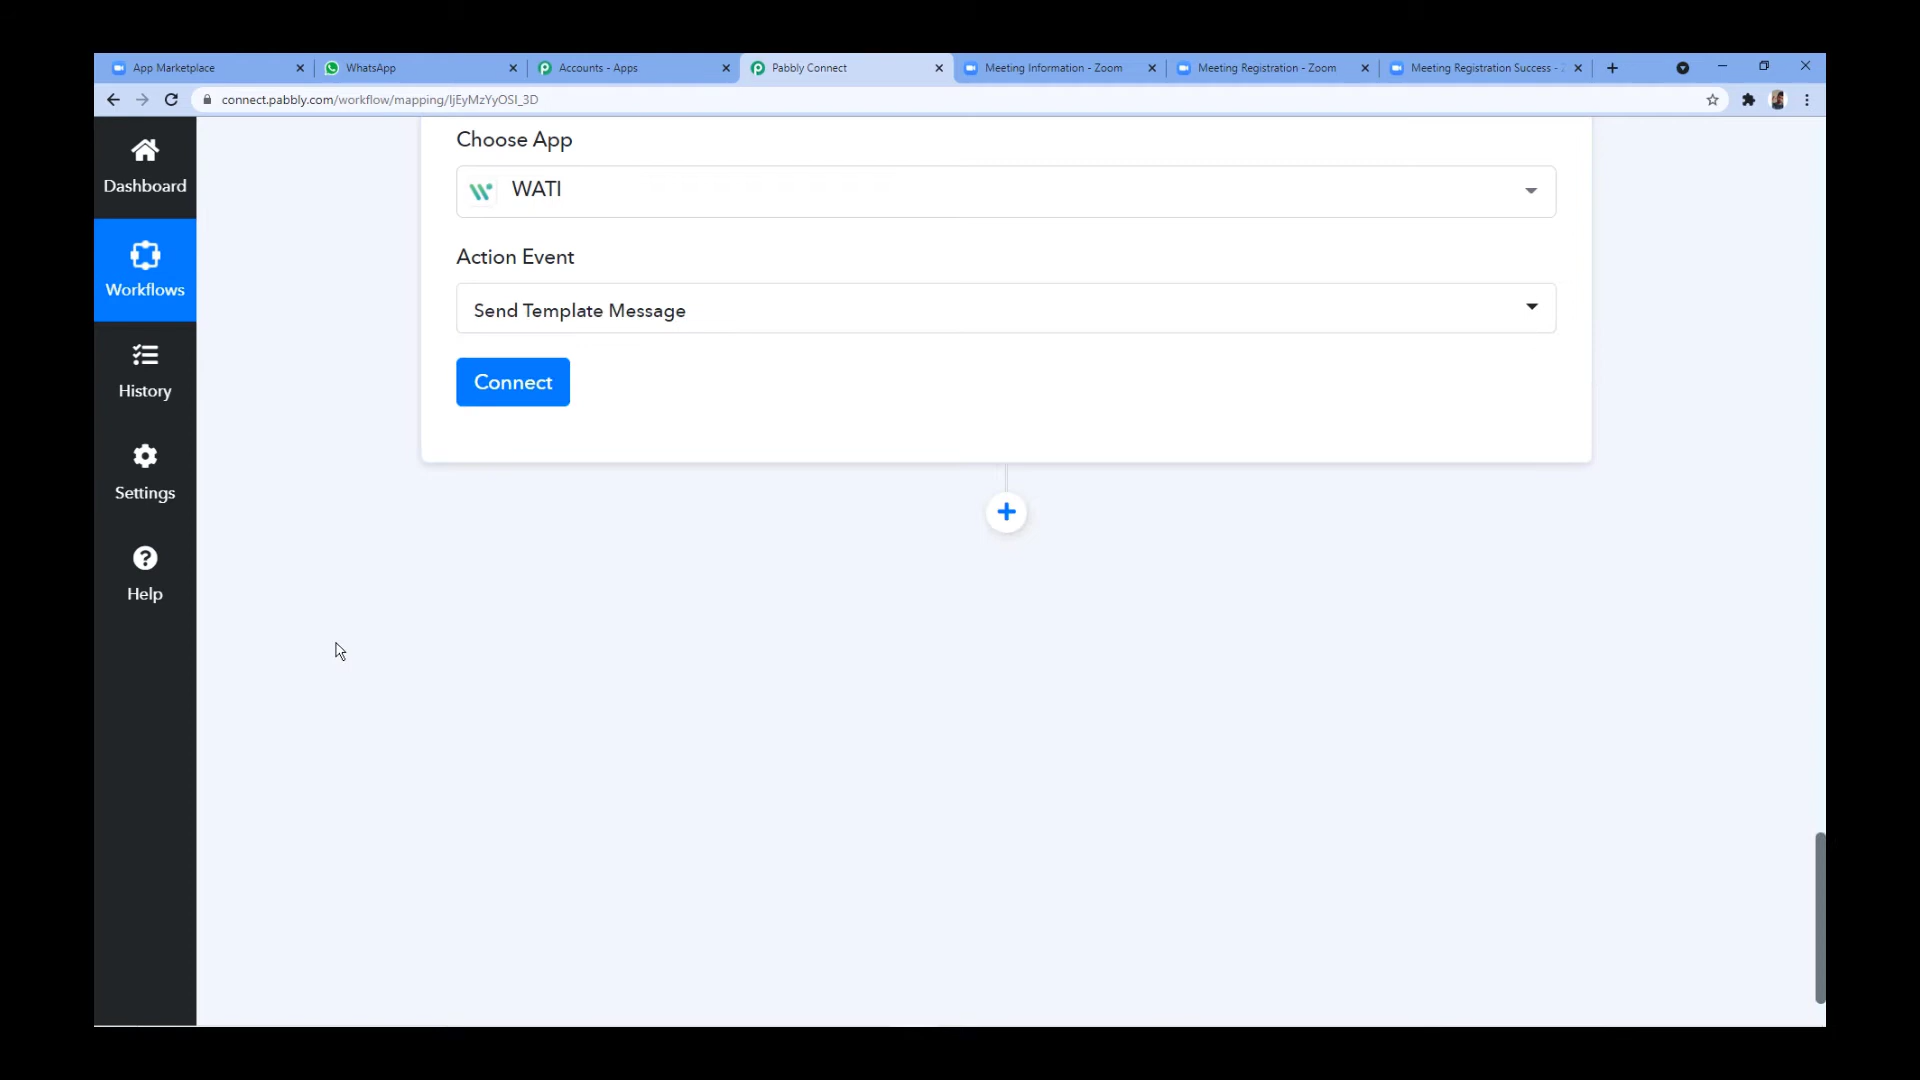 App Marketplace
WhatsApp
Accounts - Apps
Pabbly Connect
Meeting Information - Zoom
Meeting Registration - Zoom
Meeting Registration Success -
connect.pabbly.com/workflow/mapping/IjEyMzYyOSI_3D
Dashboard
Workflows
History
Settings
Help
Choose App
WATI
Action Event
Send Template Message
Connect